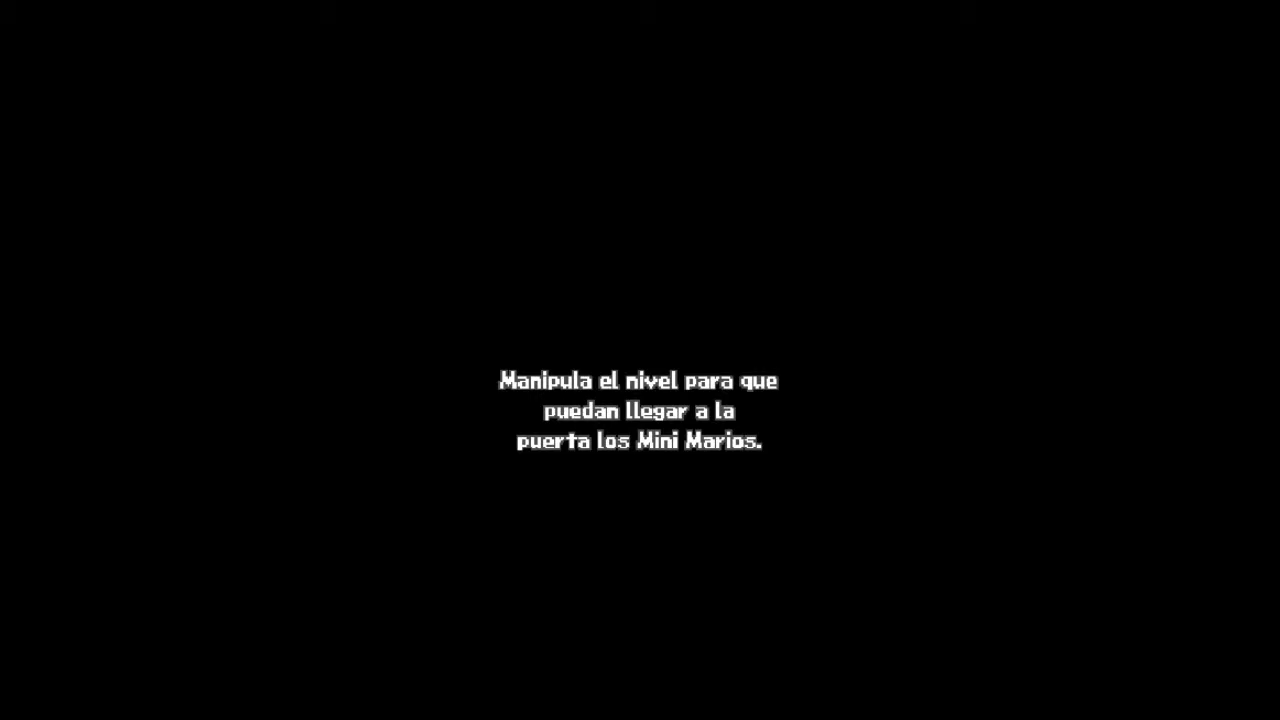 Manipula el nivel para que
puedan llegar a la
puerta los Mini Marios.